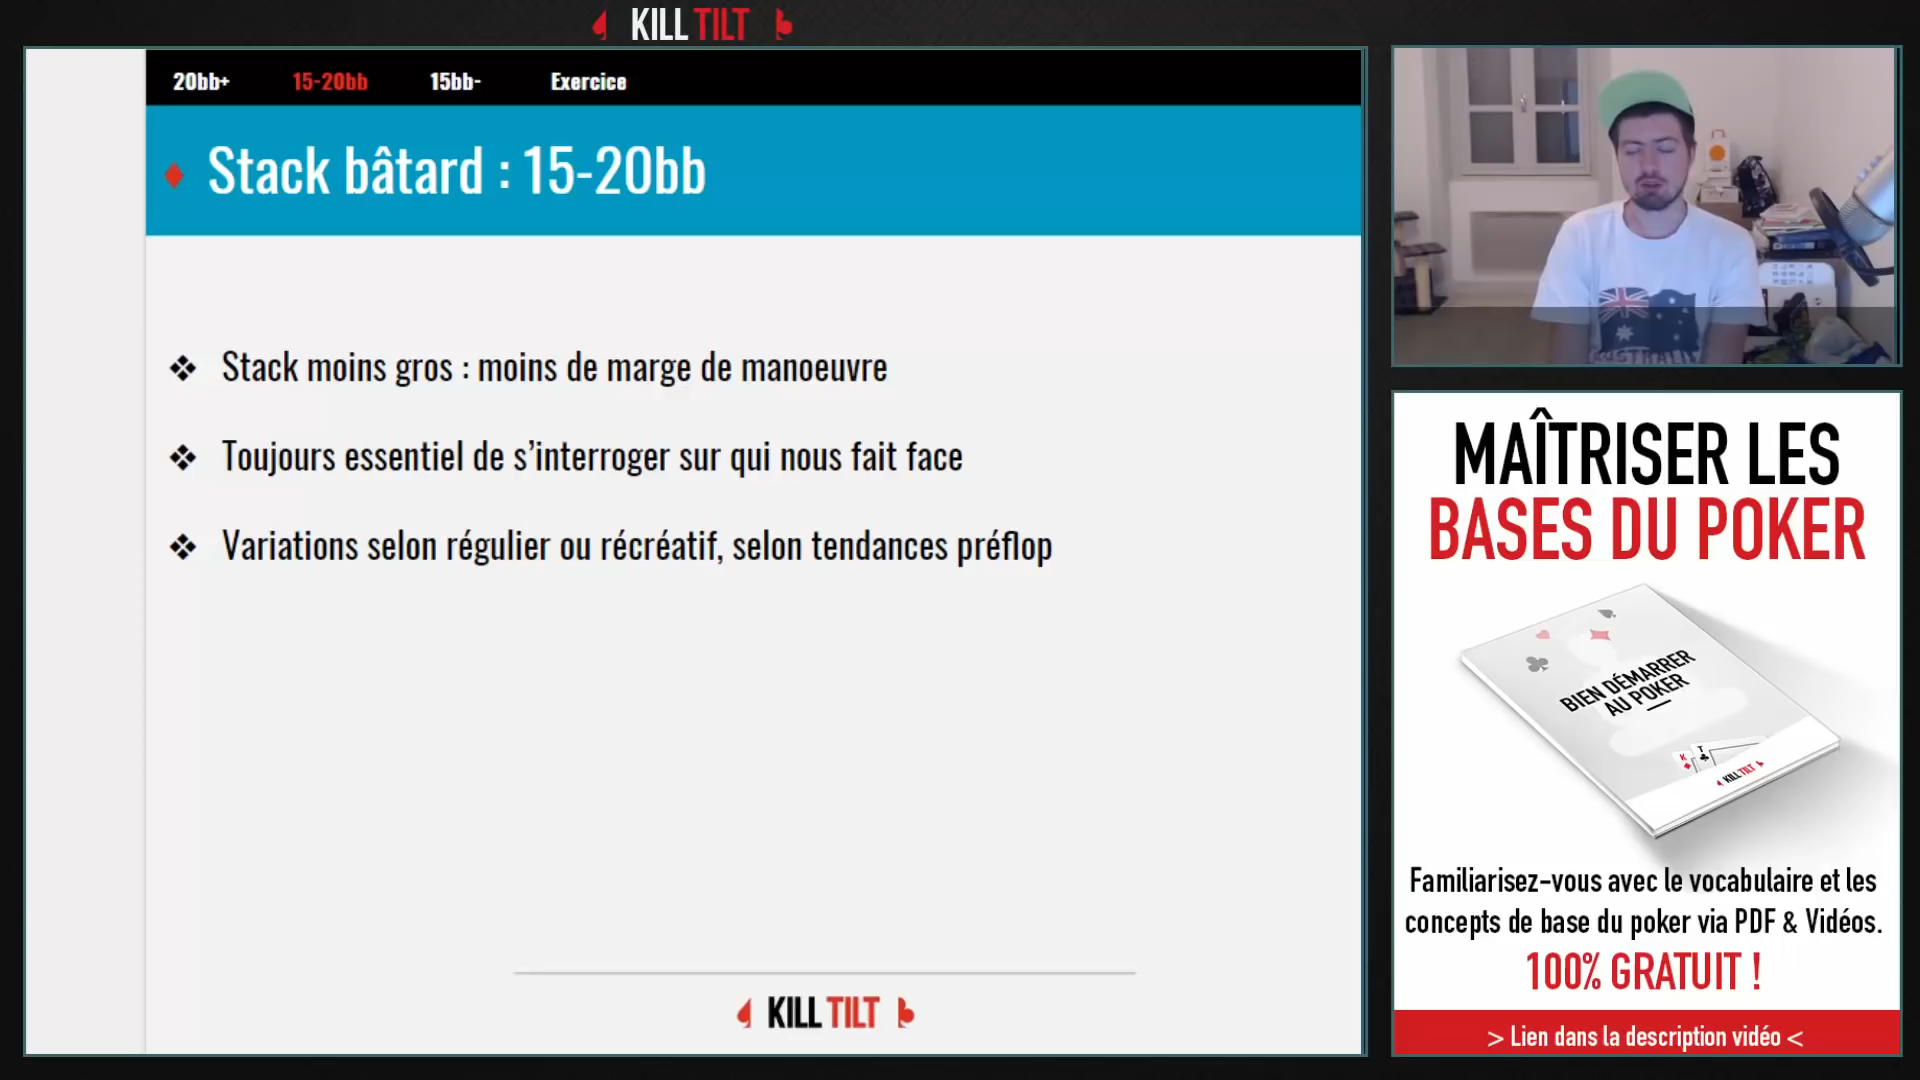 KILL TILT
20bb+ 15-20bb 15bb- Exercice
Stack bâtard : 15-20bb
Stack moins gros : moins de marge de manoeuvre
Toujours essentiel de s’interroger sur qui nous fait face
Variations selon régulier ou récréatif, selon tendances préflop
KILL TILT
AUSTRALIA
MAÎTRISER LES
BASES DU POKER
BIEN DÉMARRER
AU POKER
K T
KILL TILT
Familiarisez-vous avec le vocabulaire et les
concepts de base du poker via PDF & Vidéos.
100% GRATUIT !
> Lien dans la description vidéo <